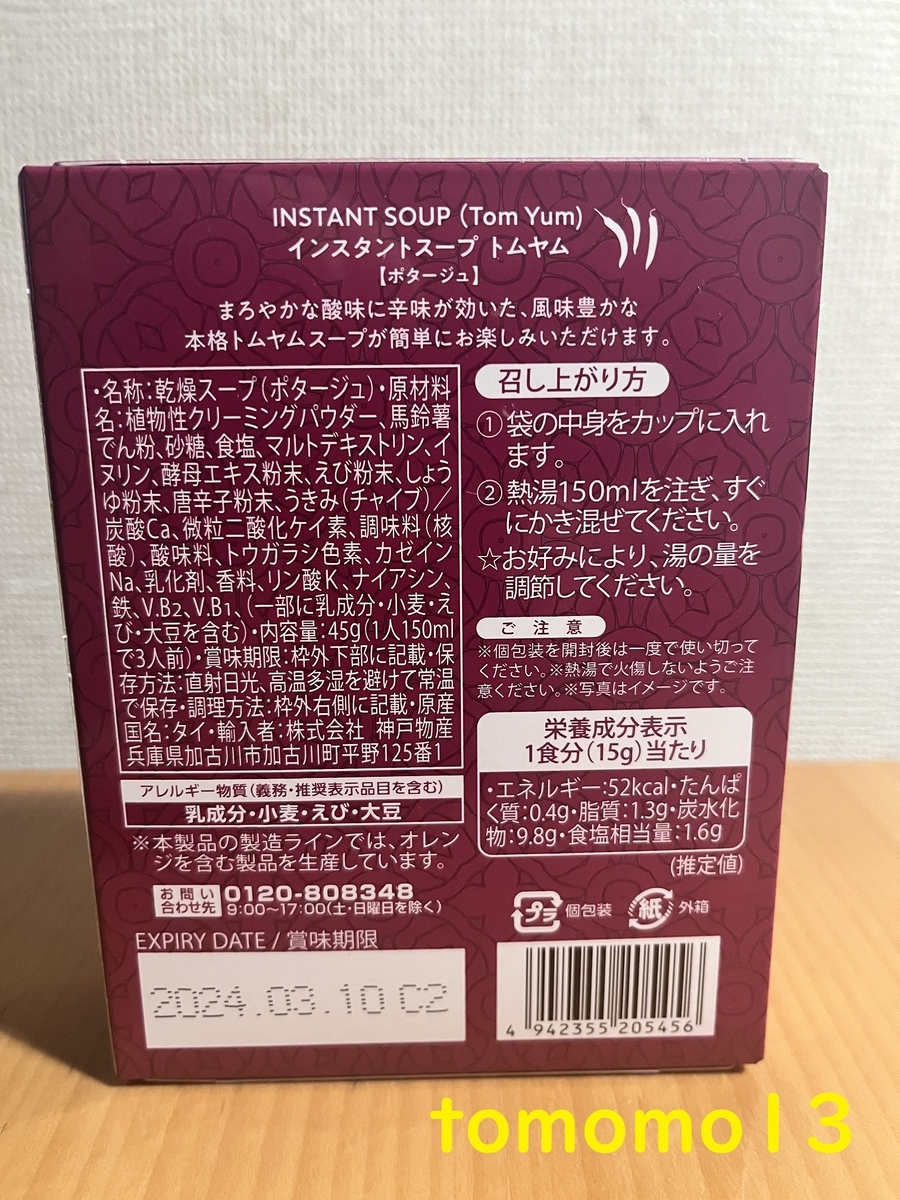 INSTANT SOUP (Tom Yum)
インスタントスープ トムヤム
【ポタージュ】
まろやかな酸味に辛味が効いた、風味豊かな
本格トムヤムスープが簡単にお楽しみいただけます。
・名称:乾燥スープ(ポタージュ)・原材料
名:植物性クリーミングパウダー、馬鈴薯
でん粉、砂糖、食塩、マルトデキストリン、イ
ヌリン、酵母エキス粉末、えび粉末、しょう
ゆ粉末、唐辛子粉末、うきみ(チャイブ)/
炭酸Ca、微粒二酸化ケイ素、調味料(核
酸)、酸味料、トウガラシ色素、カゼイン
Na、乳化剤、香料、リン酸K、ナイアシン、
鉄、V.B2、V.B1、(一部に乳成分・小麦・え
び・大豆を含む)・内容量:45g(1人150ml
で3人前)・賞味期限:枠外下部に記載・保
存方法:直射日光、高温多湿を避けて常温
で保存・調理方法:枠外右側に記載・原産
国名:タイ・輸入者:株式会社 神戸物産
兵庫県加古川市加古川町平野125番1
アレルギー物質(義務・推奨表示品目を含む)
乳成分・小麦・えび・大豆
※本製品の製造ラインでは、オレン
ジを含む製品を生産しています。
お問い
合わせ先
0120-808348
9:00〜17:00(土・日曜日を除く)
EXPIRY DATE / 賞味期限
2024.03.10 C2
召し上がり方
①袋の中身をカップに入れ
ます。
②熱湯150mlを注ぎ、すぐ
にかき混ぜてください。
☆お好みにより、湯の量を
調節してください。
ご注意
※個包装を開封後は一度で使い切って
ください。※熱湯で火傷しないようご注
意ください。※写真はイメージです。
栄養成分表示
1食分(15g)当たり
・エネルギー:52kcal・たんぱ
く質:0.4g・脂質:1.3g・炭水化
物:9.8g・食塩相当量:1.6g
(推定値)
プラ 個包装
紙 外箱
4 942355 205456
tomomo13